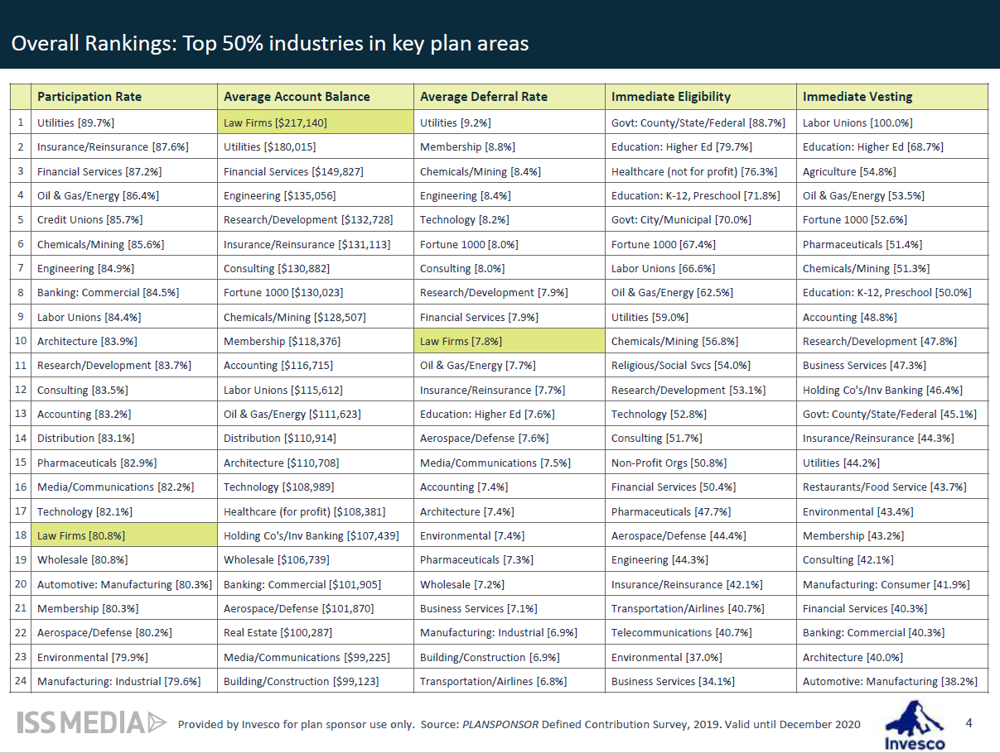 Overall Rankings: Top 50% industries in key plan areas
Participation Rate Average Account Balance Average Deferral Rate Immediate Eligibility Immediate Vesting
1 Utilities [89.7%] Law Firms [$217,140] Utilities [9.2%] Govt: County/State/Federal [88.7%] Labor Unions [100.0%]
2 Insurance/Reinsurance [87.6%] Utilities [$180,015] Membership [8.8%] Education: Higher Ed [79.7%] Education: Higher Ed [68.7%]
3 Financial Services [87.2%] Financial Services [$149,827] Chemicals/Mining [8.4%] Healthcare (not for profit) [76.3%] Agriculture [54.8%]
4 Oil & Gas/Energy [86.4%] Engineering [$135,056] Engineering [8.4%] Education: K-12, Preschool [71.8%] Oil & Gas/Energy [53.5%]
5 Credit Unions [85.7%] Research/Development [$132,728] Technology [8.2%] Govt: City/Municipal [70.0%] Fortune 1000 [52.6%]
6 Chemicals/Mining [85.6%] Insurance/Reinsurance [$131,113] Fortune 1000 [8.0%] Fortune 1000 [67.4%] Pharmaceuticals [51.4%]
7 Engineering [84.9%] Consulting [$130,882] Consulting [8.0%] Labor Unions [66.6%] Chemicals/Mining [51.3%]
8 Banking: Commercial [84.5%] Fortune 1000 [$130,023] Research/Development [7.9%] Oil & Gas/Energy [62.5%] Education: K-12, Preschool [50.0%]
9 Labor Unions [84.4%] Chemicals/Mining [$128,507] Financial Services [7.9%] Utilities [59.0%] Accounting [48.8%]
10 Architecture [83.9%] Membership [$118,376] Law Firms [7.8%] Chemicals/Mining [56.8%] Research/Development [47.8%]
11 Research/Development [83.7%] Accounting [$116,715] Oil & Gas/Energy [7.7%] Religious/Social Svcs [54.0%] Business Services [47.3%]
12 Consulting [83.5%] Labor Unions [$115,612] Insurance/Reinsurance [7.7%] Research/Development [53.1%] Holding Co's/Inv Banking [46.4%]
13 Accounting [83.2%] Oil & Gas/Energy [$111,623] Education: Higher Ed [7.6%] Technology [52.8%] Govt: County/State/Federal [45.1%]
14 Distribution [83.1%] Distribution [$110,914] Aerospace/Defense [7.6%] Consulting [51.7%] Insurance/Reinsurance [44.3%]
15 Pharmaceuticals [82.9%] Architecture [$110,708] Media/Communications [7.5%] Non-Profit Orgs [50.8%] Utilities [44.2%]
16 Media/Communications [82.2%] Technology [$108,989] Accounting [7.4%] Financial Services [50.4%] Restaurants/Food Service [43.7%]
17 Technology [82.1%] Healthcare (for profit) [$108,381] Architecture [7.4%] Pharmaceuticals [47.7%] Environmental [43.4%]
18 Law Firms [80.8%] Holding Co's/Inv Banking [$107,439] Environmental [7.4%] Aerospace/Defense [44.4%] Membership [43.2%]
19 Wholesale [80.8%] Wholesale [$106,739] Pharmaceuticals [7.3%] Engineering [44.3%] Consulting [42.1%]
20 Automotive: Manufacturing [80.3%] Banking: Commercial [$101,905] Wholesale [7.2%] Insurance/Reinsurance [42.1%] Manufacturing: Consumer [41.9%]
21 Membership [80.3%] Aerospace/Defense [$101,870] Business Services [7.1%] Transportation/Airlines [40.7%] Financial Services [40.3%]
22 Aerospace/Defense [80.2%] Real Estate [$100,287] Manufacturing: Industrial [6.9%] Telecommunications [40.7%] Banking: Commercial [40.3%]
23 Environmental [79.9%] Media/Communications [$99,225] Building/Construction [6.9%] Environmental [37.0%] Architecture [40.0%]
24 Manufacturing: Industrial [79.6%] Building/Construction [$99,123] Transportation/Airlines [6.8%] Business Services [34.1%] Automotive: Manufacturing [38.2%]
ISS MEDIA Provided by Invesco for plan sponsor use only. Source: PLANSPONSOR Defined Contribution Survey, 2019. Valid until December 2020 4
Invesco